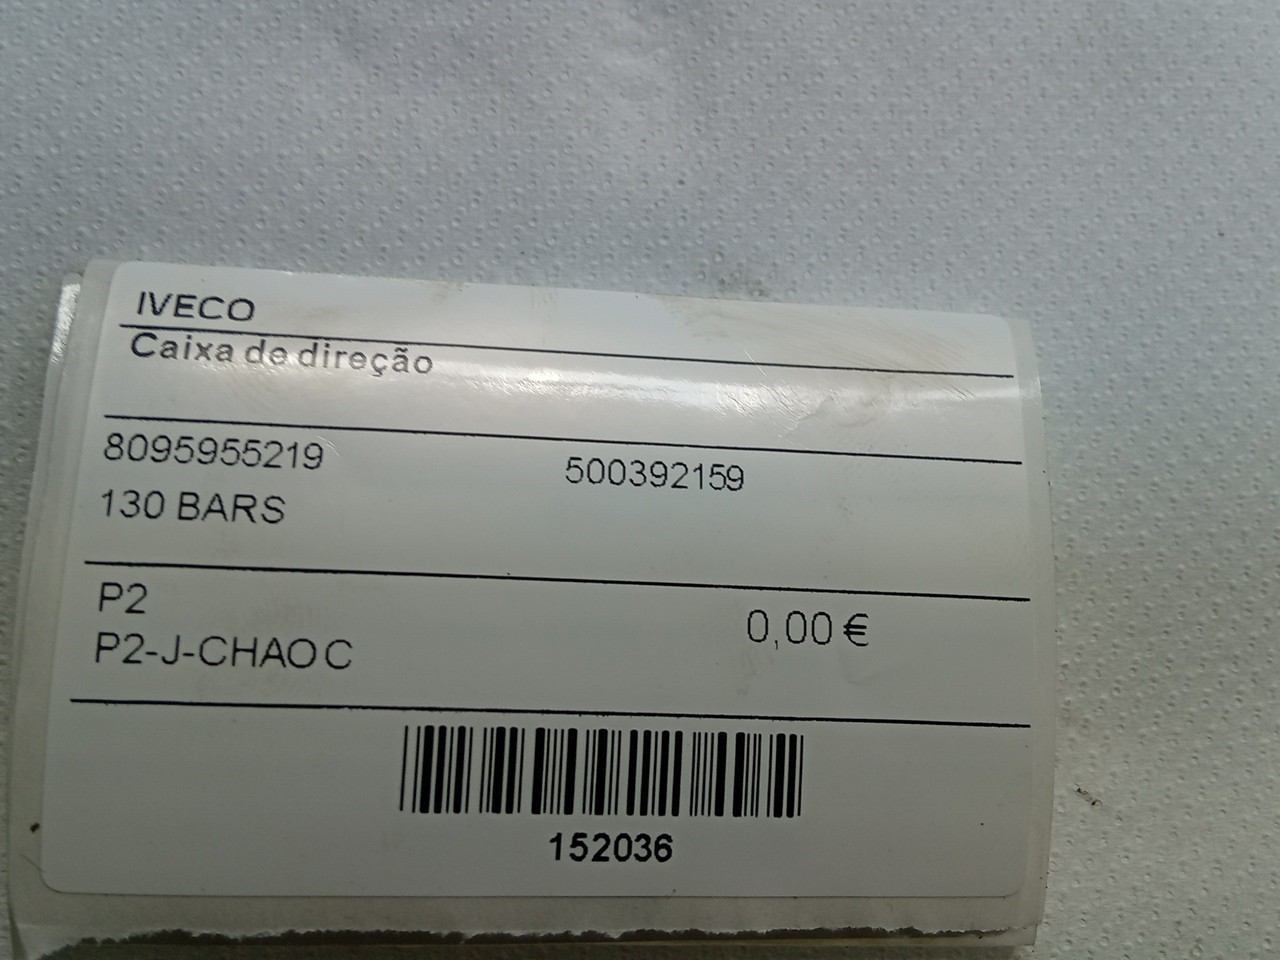 IVECO
Caixa de direção
8095955219 500392159
130 BARS
P2
0,00 €
P2-J-CHAO C
152036